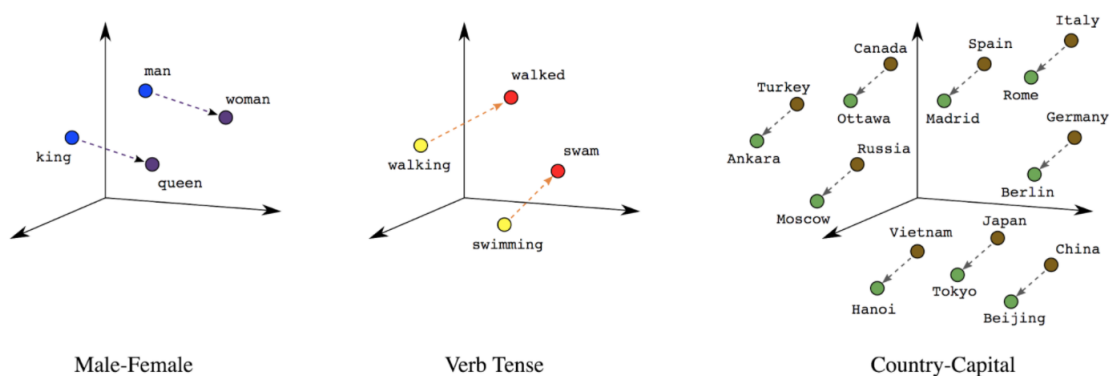 man
woman
king
queen
Male-Female
walked
walking
swam
swimming
Verb Tense
Italy
Canada
Spain
Rome
Turkey
Ottawa
Madrid
Germany
Ankara
Russia
Berlin
Moscow
Japan
Vietnam
China
Tokyo
Hanoi
Beijing
Country-Capital